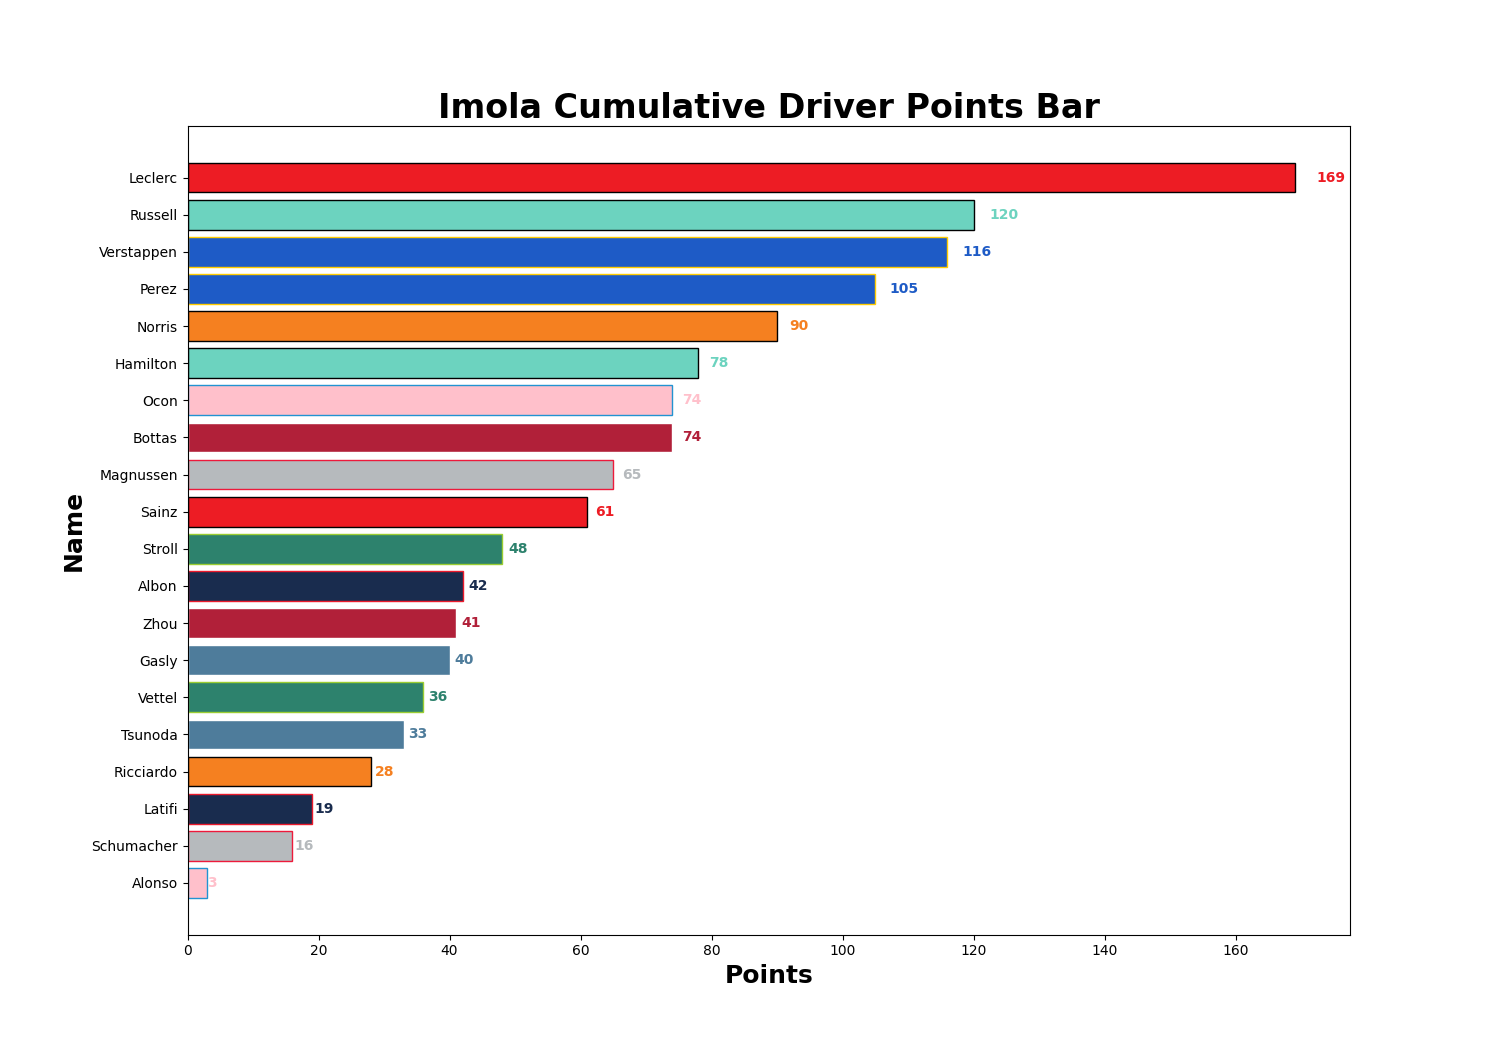 Imola Cumulative Driver Points Bar
Leclerc 169
Russell 120
Verstappen 116
Perez 105
Norris 90
Hamilton 78
Ocon 74
Bottas 74
Magnussen 65
Sainz 61
Stroll 48
Albon 42
Zhou 41
Gasly 40
Vettel 36
Tsunoda 33
Ricciardo 28
Latifi 19
Schumacher 16
Alonso 3
Name
0 20 40 60 80 100 120 140 160
Points